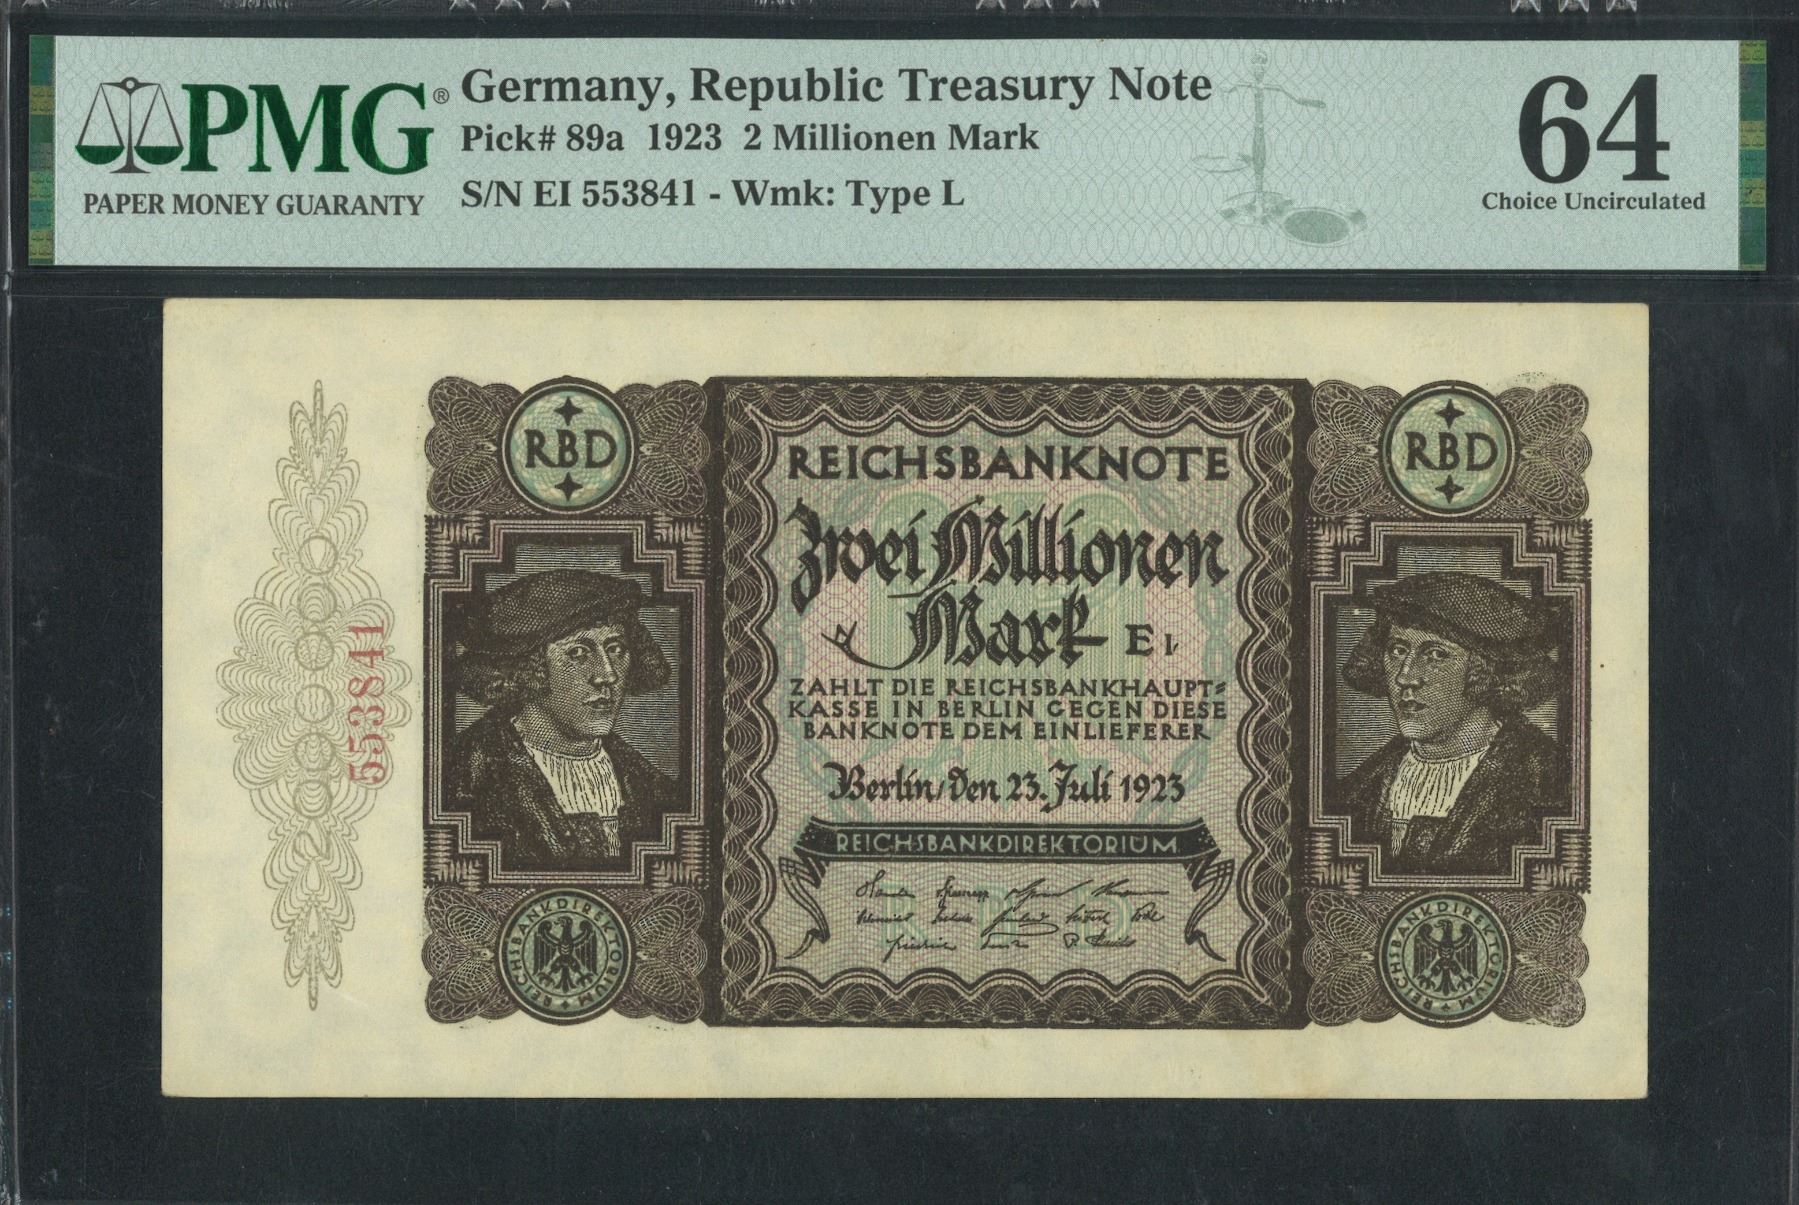 PMG®
PAPER MONEY GUARANTY
Germany, Republic Treasury Note
Pick# 89a 1923 2 Millionen Mark
S/N EI 553841 - Wmk: Type L
64
Choice Uncirculated
RBD
RBD
REICHSBANKNOTE
Zwei Millionen
Mark
N
E I,
ZAHLT DIE REICHSBANKHAUPT=
KASSE IN BERLIN GEGEN DIESE
BANKNOTE DEM EINLIEFERER
Berlin, den 23. Juli 1923
REICHSBANKDIREKTORIUM
553841
REICHSBANKDIREKTORIUM
REICHSBANKDIREKTORIUM